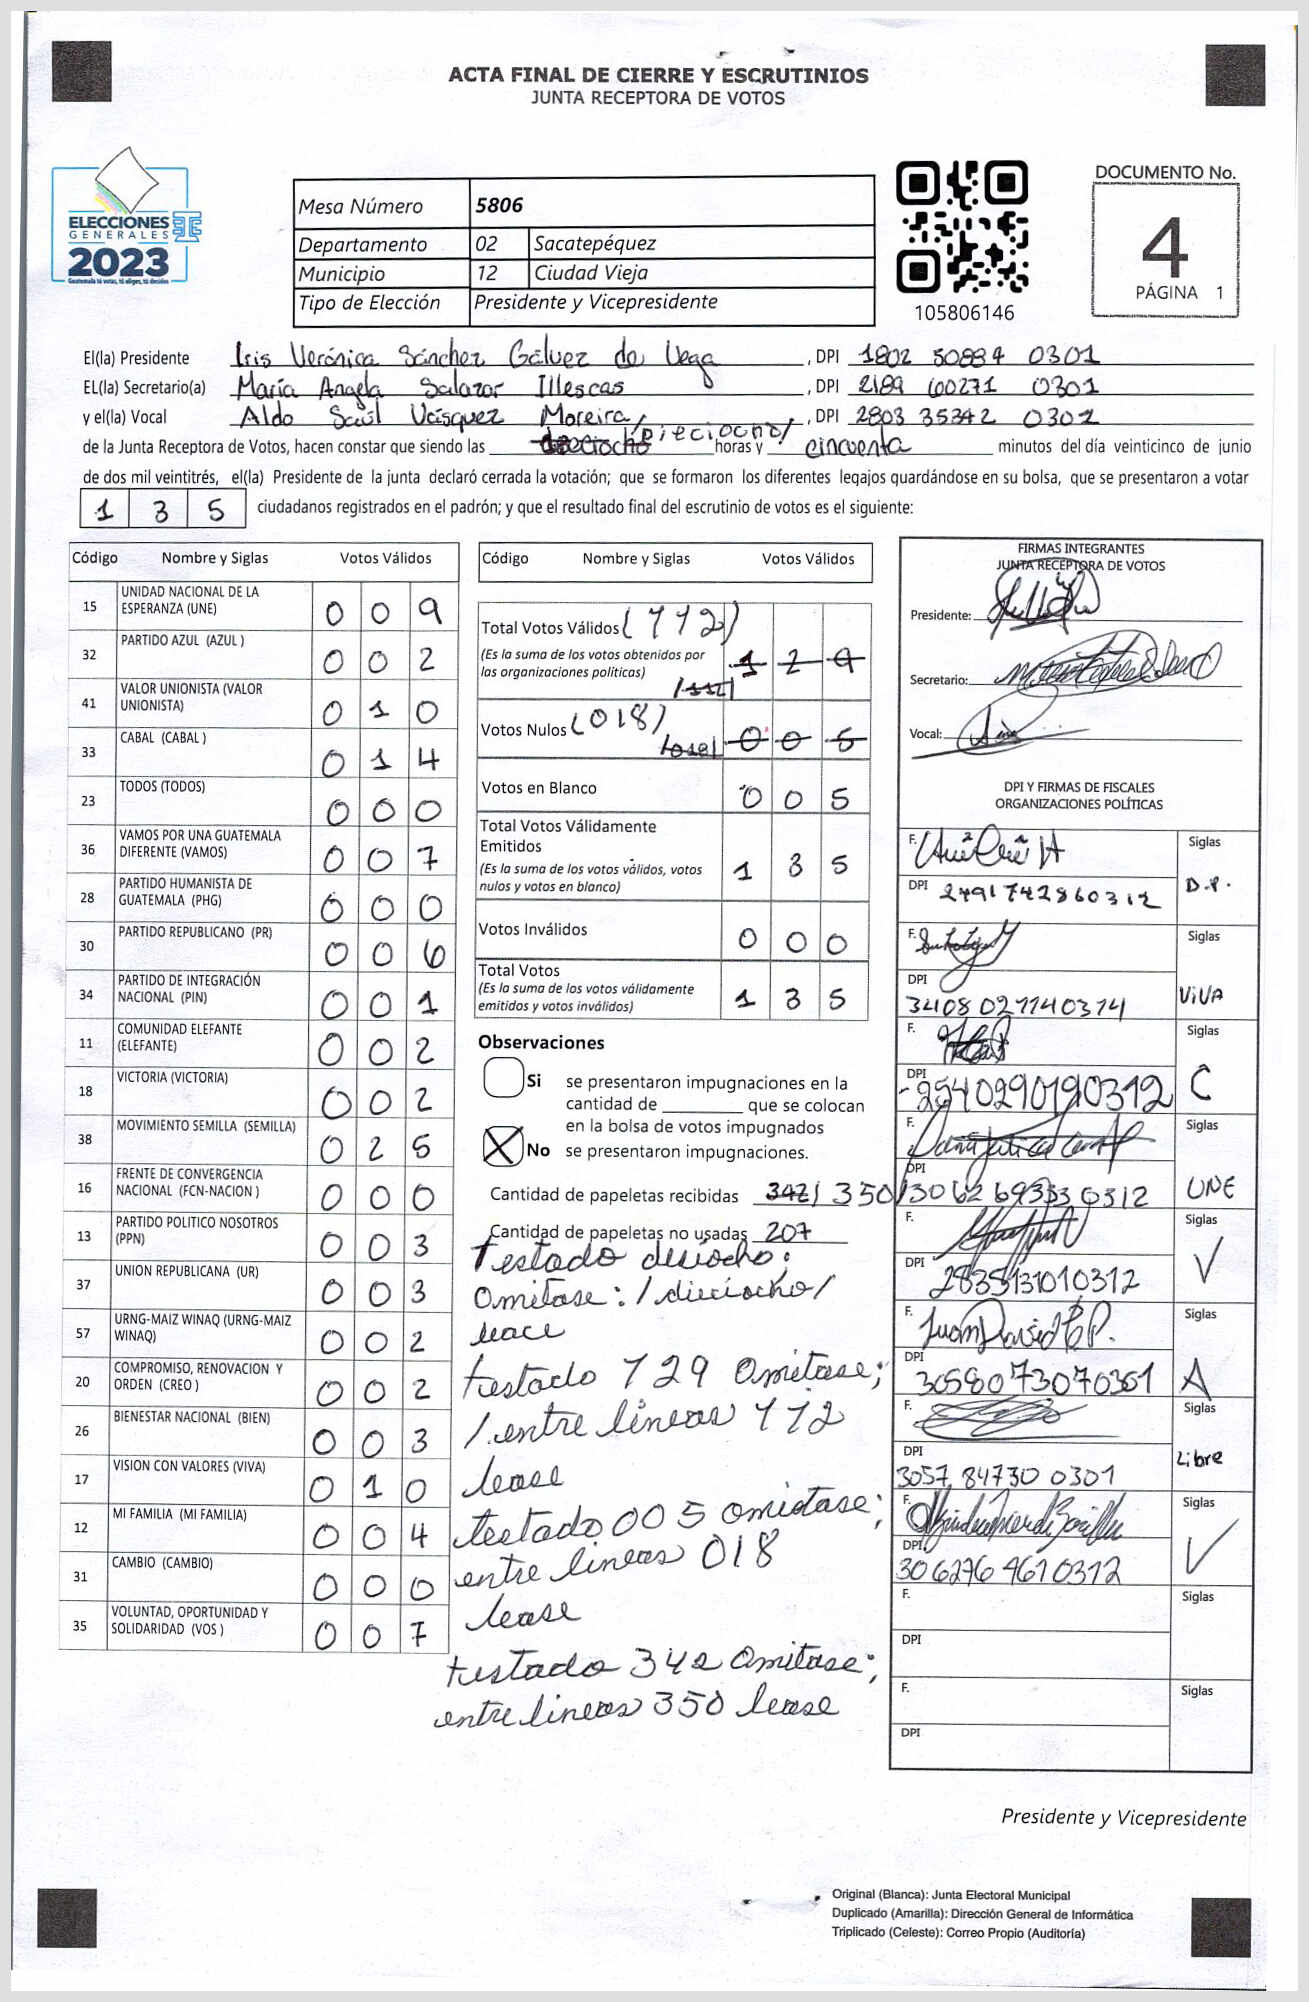 ACTA FINAL DE CIERRE Y ESCRUTINIOS
JUNTA RECEPTORA DE VOTOS
ELECCIONES
GENERALES
2023
Guatemala tú votas, tú eliges, tú decides
Mesa Número 5806
Departamento 02 Sacatepéquez
Municipio 12 Ciudad Vieja
Tipo de Elección Presidente y Vicepresidente
105806146
DOCUMENTO No.
4
PÁGINA 1
El(la) Presidente Iris Verónica Sánchez Gálvez de Vega, DPI 1802 50884 0301
EL(la) Secretario(a) María Angela Salazar Illescas, DPI 2189 60271 0301
y el(la) Vocal Aldo Saúl Vásquez Moreira, DPI 2803 35342 0301
de la Junta Receptora de Votos, hacen constar que siendo las dieciocho /Dieciocho/ horas y cincuenta minutos del día veinticinco de junio
de dos mil veintitrés, el(la) Presidente de la junta declaró cerrada la votación; que se formaron los diferentes legajos quardándose en su bolsa, que se presentaron a votar
1 3 5 ciudadanos registrados en el padrón; y que el resultado final del escrutinio de votos es el siguiente:
Código Nombre y Siglas Votos Válidos
15 UNIDAD NACIONAL DE LA ESPERANZA (UNE) 0 0 9
32 PARTIDO AZUL (AZUL ) 0 0 2
41 VALOR UNIONISTA (VALOR UNIONISTA) 0 1 0
33 CABAL (CABAL ) 0 1 4
23 TODOS (TODOS) 0 0 0
36 VAMOS POR UNA GUATEMALA DIFERENTE (VAMOS) 0 0 7
28 PARTIDO HUMANISTA DE GUATEMALA (PHG) 0 0 0
30 PARTIDO REPUBLICANO (PR) 0 0 6
34 PARTIDO DE INTEGRACIÓN NACIONAL (PIN) 0 0 1
11 COMUNIDAD ELEFANTE (ELEFANTE) 0 0 2
18 VICTORIA (VICTORIA) 0 0 2
38 MOVIMIENTO SEMILLA (SEMILLA) 0 2 5
16 FRENTE DE CONVERGENCIA NACIONAL (FCN-NACION ) 0 0 0
13 PARTIDO POLITICO NOSOTROS (PPN) 0 0 3
37 UNION REPUBLICANA (UR) 0 0 3
57 URNG-MAIZ WINAQ (URNG-MAIZ WINAQ) 0 0 2
20 COMPROMISO, RENOVACION Y ORDEN (CREO ) 0 0 2
26 BIENESTAR NACIONAL (BIEN) 0 0 3
17 VISION CON VALORES (VIVA) 0 1 0
12 MI FAMILIA (MI FAMILIA) 0 0 4
31 CAMBIO (CAMBIO) 0 0 0
35 VOLUNTAD, OPORTUNIDAD Y SOLIDARIDAD (VOS ) 0 0 7
Código Nombre y Siglas Votos Válidos
Total Votos Válidos (112)
(Es la suma de los votos obtenidos por
las organizaciones políticas) 1 2 9
/112/
Votos Nulos (018)
/018/ 0 0 5
Votos en Blanco 0 0 5
Total Votos Válidamente
Emitidos
(Es la suma de los votos válidos, votos
nulos y votos en blanco) 1 3 5
Votos Inválidos 0 0 0
Total Votos
(Es la suma de los votos válidamente
emitidos y votos inválidos) 1 3 5
Observaciones
Si se presentaron impugnaciones en la
cantidad de ________ que se colocan
en la bolsa de votos impugnados
X No se presentaron impugnaciones.
Cantidad de papeletas recibidas 342 / 350/
Cantidad de papeletas no usadas 207
Testado
Omitase: /dieciocho/
testado 129 Omitase;
/ entre lineas 112
lease
testado 005 omitase;
entre lineas 018
lease
testado 342 Omitase;
entre lineas 350 lease
FIRMAS INTEGRANTES
JUNTA RECEPTORA DE VOTOS
Presidente:
Secretario:
Vocal:
DPI Y FIRMAS DE FISCALES
ORGANIZACIONES POLÍTICAS
F. Siglas
DPI 2491742860312 D.P.
F. Siglas
DPI
3408027140314 VIVA
F. Siglas
DPI
2540290190312 C
F. Siglas
DPI
3062693530312 UNE
F. Siglas
DPI 2835131010312 V
F. Juan David Siglas
DPI
3058073070301 A
F. Siglas
DPI
3057 84730 0301 Libre
F. Siglas
DPI
3062764610312 V
F. Siglas
DPI
F. Siglas
DPI
Presidente y Vicepresidente
Original (Blanca): Junta Electoral Municipal
Duplicado (Amarilla): Dirección General de Informática
Triplicado (Celeste): Correo Propio (Auditoría)